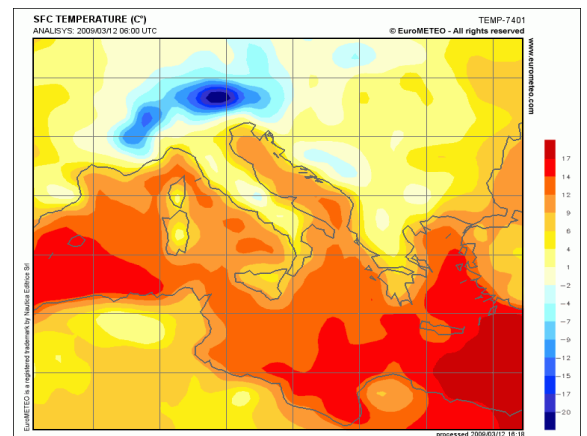 SFC TEMPERATURE (C°)
TEMP-7401
ANALISYS: 2009/03/12 06:00 UTC
© EuroMETEO - All rights reserved
www.eurometeo.com
EuroMETEO is a registered trademark by Nautica Editrice Srl
17
14
12
9
6
4
1
−2
−4
−7
−9
−12
−15
−17
−20
processed 2009/03/12 16:18